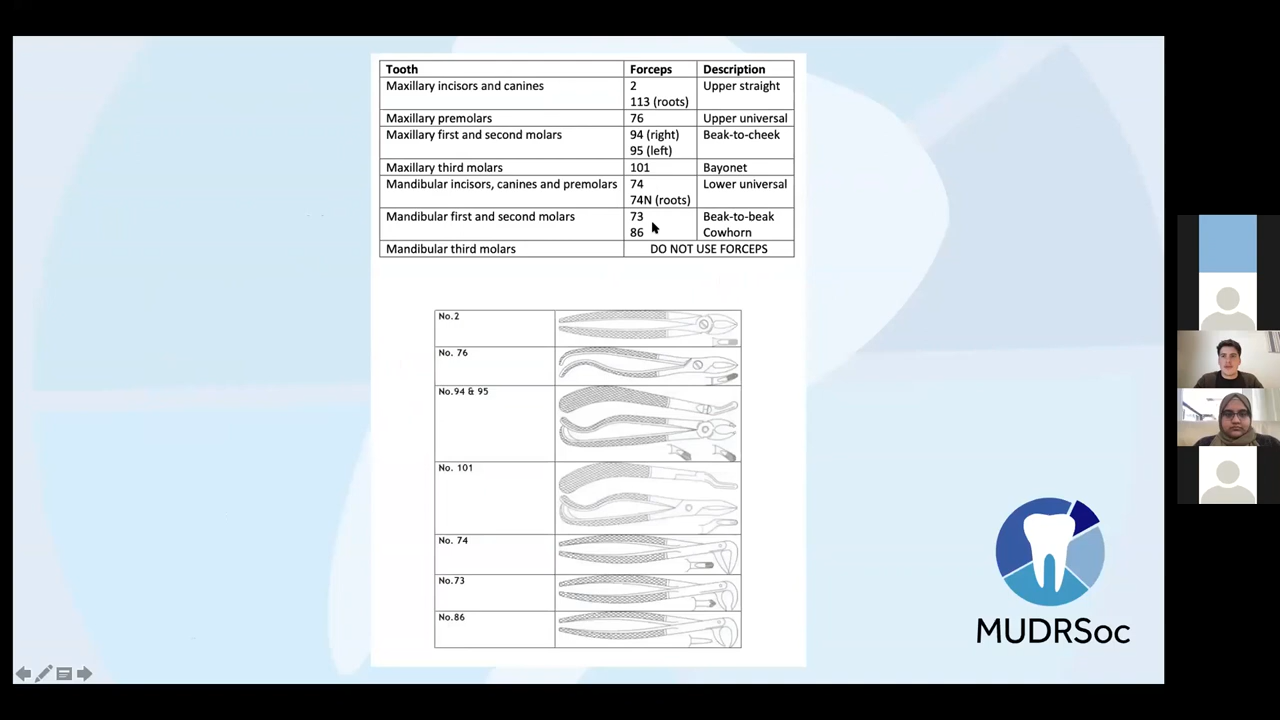 Tooth Forceps Description
Maxillary incisors and canines 2 Upper straight
113 (roots)
Maxillary premolars 76 Upper universal
Maxillary first and second molars 94 (right) Beak-to-cheek
95 (left)
Maxillary third molars 101 Bayonet
Mandibular incisors, canines and premolars 74 Lower universal
74N (roots)
Mandibular first and second molars 73 Beak-to-beak
86 Cowhorn
Mandibular third molars DO NOT USE FORCEPS
No.2
No. 76
No.94 & 95
No. 101
No. 74
No.73
No.86
MUDRSoc